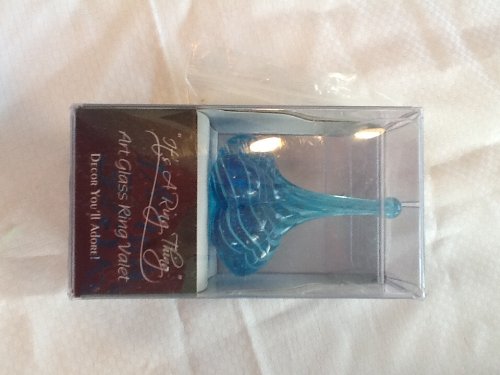 "It's A Ring Thing"
Art Glass Ring Valet
DECOR YOU'LL ADORE!